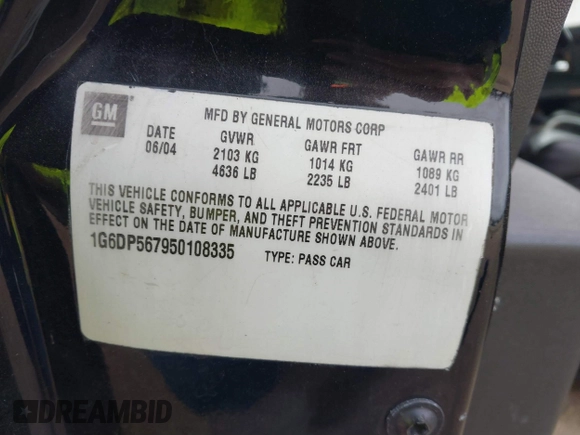 GM
MFD BY GENERAL MOTORS CORP
DATE GVWR GAWR FRT GAWR RR
06/04 2103 KG 1014 KG 1089 KG
4636 LB 2235 LB 2401 LB
THIS VEHICLE CONFORMS TO ALL APPLICABLE U.S. FEDERAL MOTOR
VEHICLE SAFETY, BUMPER, AND THEFT PREVENTION STANDARDS IN
EFFECT ON THE DATE OF MANUFACTURE SHOWN ABOVE.
1G6DP567950108335 TYPE: PASS CAR
DREAMBID